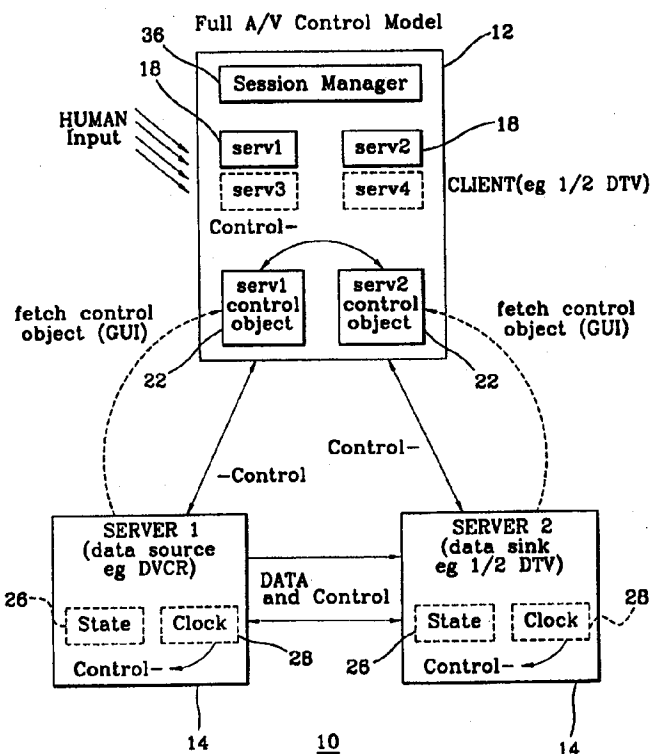 Full A/V Control Model
36
12
Session Manager
18
18
HUMAN
Input
serv1
serv2
serv3
serv4
CLIENT(eg 1/2 DTV)
Control-
serv1
control
object
serv2
control
object
fetch control
object (GUI)
fetch control
object (GUI)
22
22
Control-
-Control
SERVER 1
(data source
eg DVCR)
SERVER 2
(data sink
eg 1/2 DTV)
DATA
and Control
26
State
Clock
State
Clock
28
Control-
28
26
Control-
14
10
14